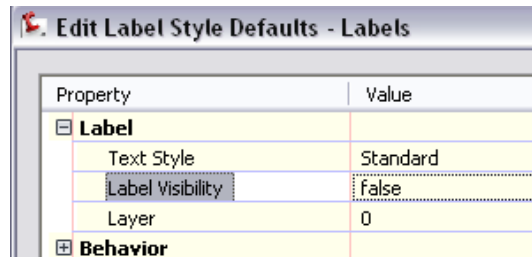 Edit Label Style Defaults - Labels
Property Value
Label
Text Style Standard
Label Visibility false
Layer 0
Behavior